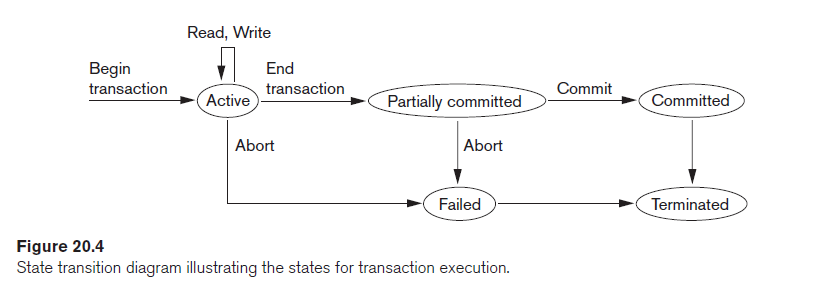 Read, Write
Begin
transaction
End
transaction
Active
Partially committed
Commit
Committed
Abort
Abort
Failed
Terminated
Figure 20.4
State transition diagram illustrating the states for transaction execution.